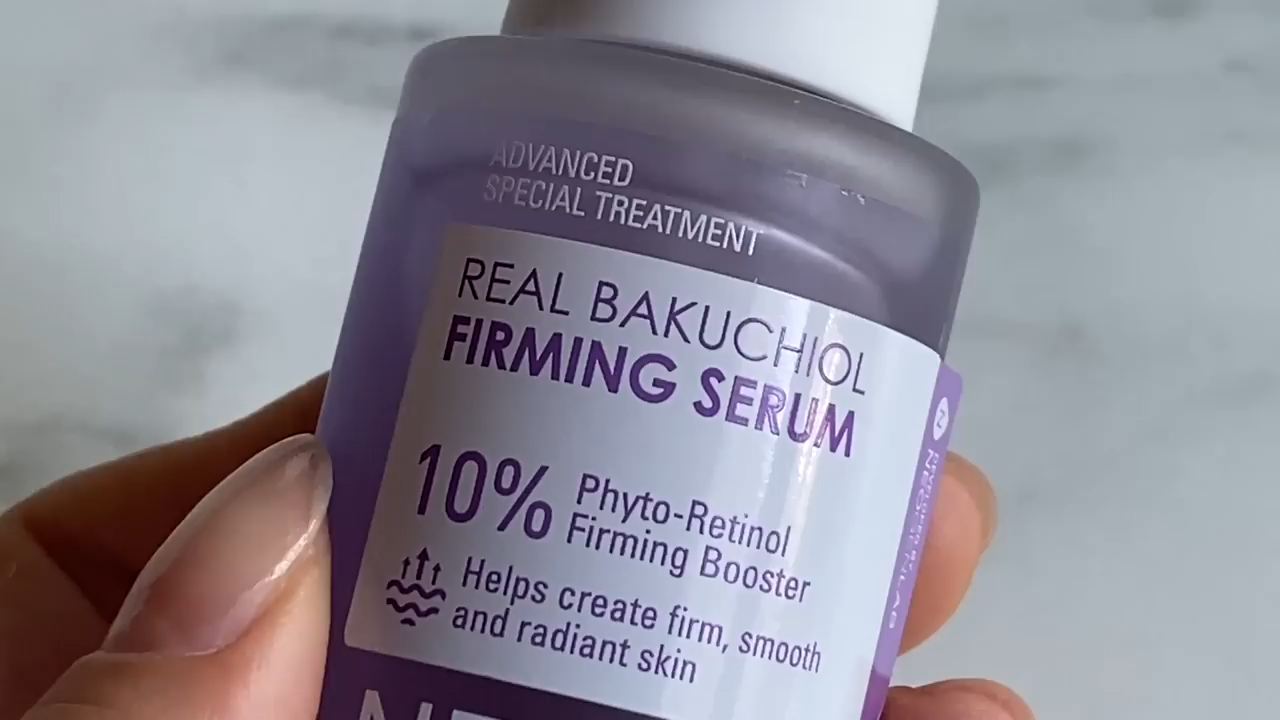 ADVANCED
SPECIAL TREATMENT
REAL BAKUCHIOL
FIRMING SERUM
10% Phyto-Retinol
Firming Booster
Helps create firm, smooth
and radiant skin